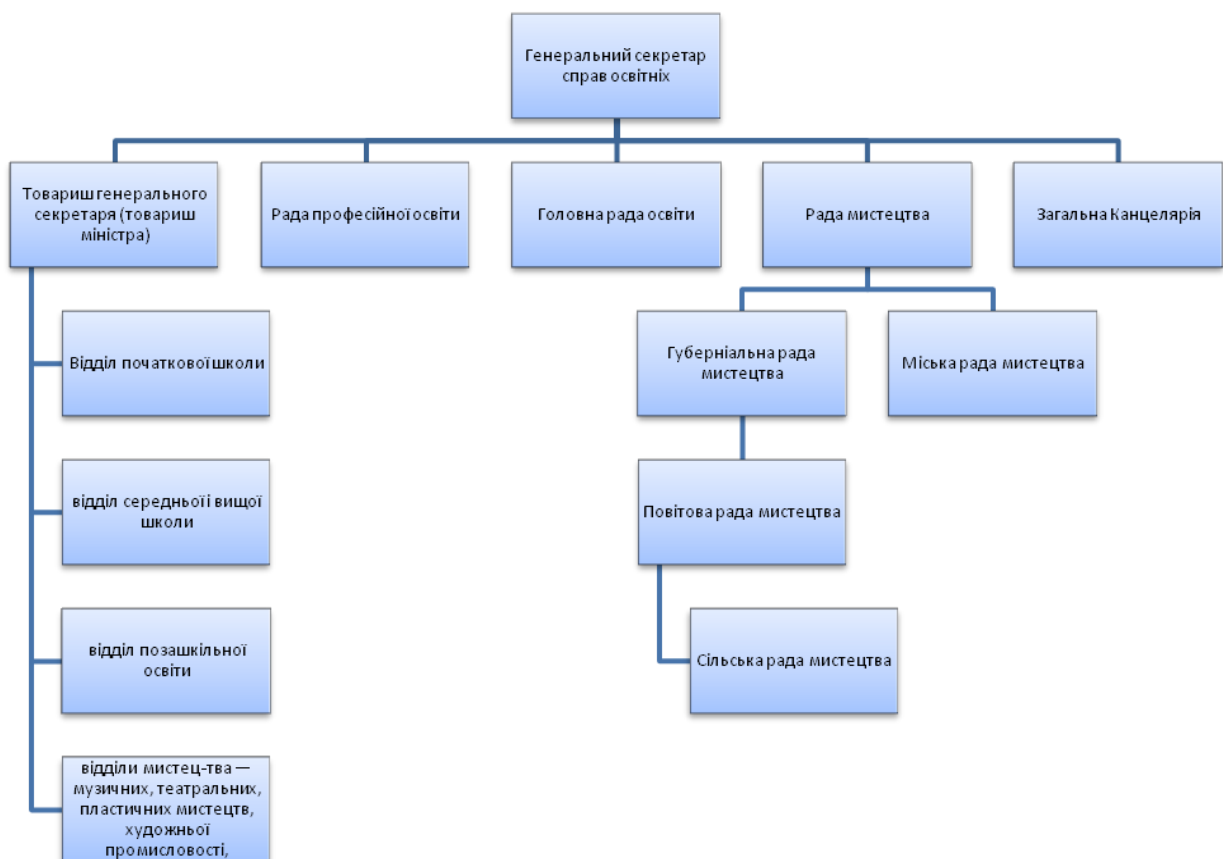 Генеральний секретар
справ освітніх
Товариш генерального
секретаря (товариш
міністра)
Рада професійної освіти
Головна рада освіти
Рада мистецтва
Загальна Канцелярія
Відділ початкової школи
відділ середньої і вищої
школи
відділ позашкільної
освіти
відділи мистец-тва —
музичних, театральних,
пластичних мистецтв,
художньої
промисловості,
Губерніальна рада
мистецтва
Міська рада мистецтва
Повітова рада мистецтва
Сільська рада мистецтва